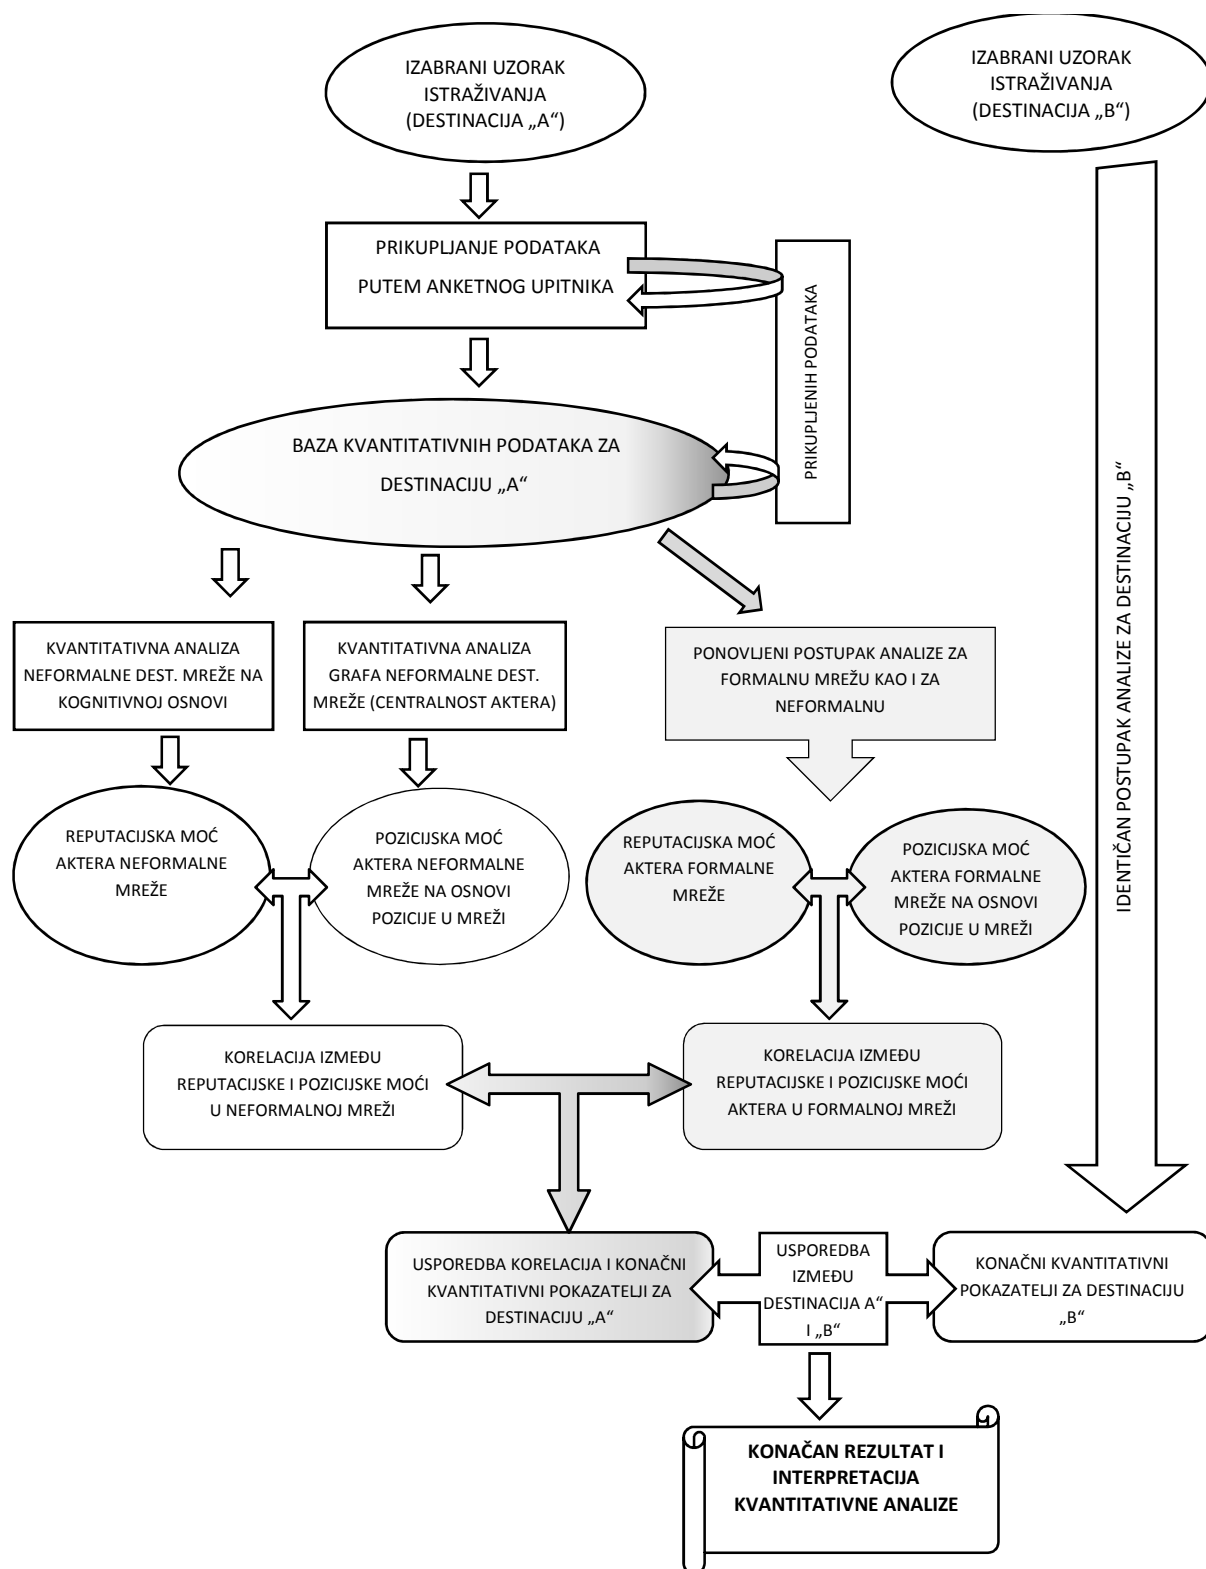 IZABRANI UZORAK
ISTRAŽIVANJA
(DESTINACIJA „A“)
IZABRANI UZORAK
ISTRAŽIVANJA
(DESTINACIJA „B“)
PRIKUPLJANJE PODATAKA
PUTEM ANKETNOG UPITNIKA
PRIKUPLJENIH PODATAKA
BAZA KVANTITATIVNIH PODATAKA ZA
DESTINACIJU „A“
IDENTIČAN POSTUPAK ANALIZE ZA DESTINACIJU „B“
KVANTITATIVNA ANALIZA
NEFORMALNE DEST. MREŽE NA
KOGNITIVNOJ OSNOVI
KVANTITATIVNA ANALIZA
GRAFA NEFORMALNE DEST.
MREŽE (CENTRALNOST AKTERA)
PONOVLJENI POSTUPAK ANALIZE ZA
FORMALNU MREŽU KAO I ZA
NEFORMALNU
REPUTACIJSKA MOĆ
AKTERA NEFORMALNE
MREŽE
POZICIJSKA MOĆ
AKTERA NEFORMALNE
MREŽE NA OSNOVI
POZICIJE U MREŽI
REPUTACIJSKA MOĆ
AKTERA FORMALNE
MREŽE
POZICIJSKA MOĆ
AKTERA FORMALNE
MREŽE NA OSNOVI
POZICIJE U MREŽI
KORELACIJA IZMEĐU
REPUTACIJSKE I POZICIJSKE MOĆI
U NEFORMALNOJ MREŽI
KORELACIJA IZMEĐU
REPUTACIJSKE I POZICIJSKE MOĆI
AKTERA U FORMALNOJ MREŽI
USPOREDBA KORELACIJA I KONAČNI
KVANTITATIVNI POKAZATELJI ZA
DESTINACIJU „A“
USPOREDBA
IZMEĐU
DESTINACIJA A“
I „B“
KONAČNI KVANTITATIVNI
POKAZATELJI ZA DESTINACIJU
„B“
KONAČAN REZULTAT I
INTERPRETACIJA
KVANTITATIVNE ANALIZE